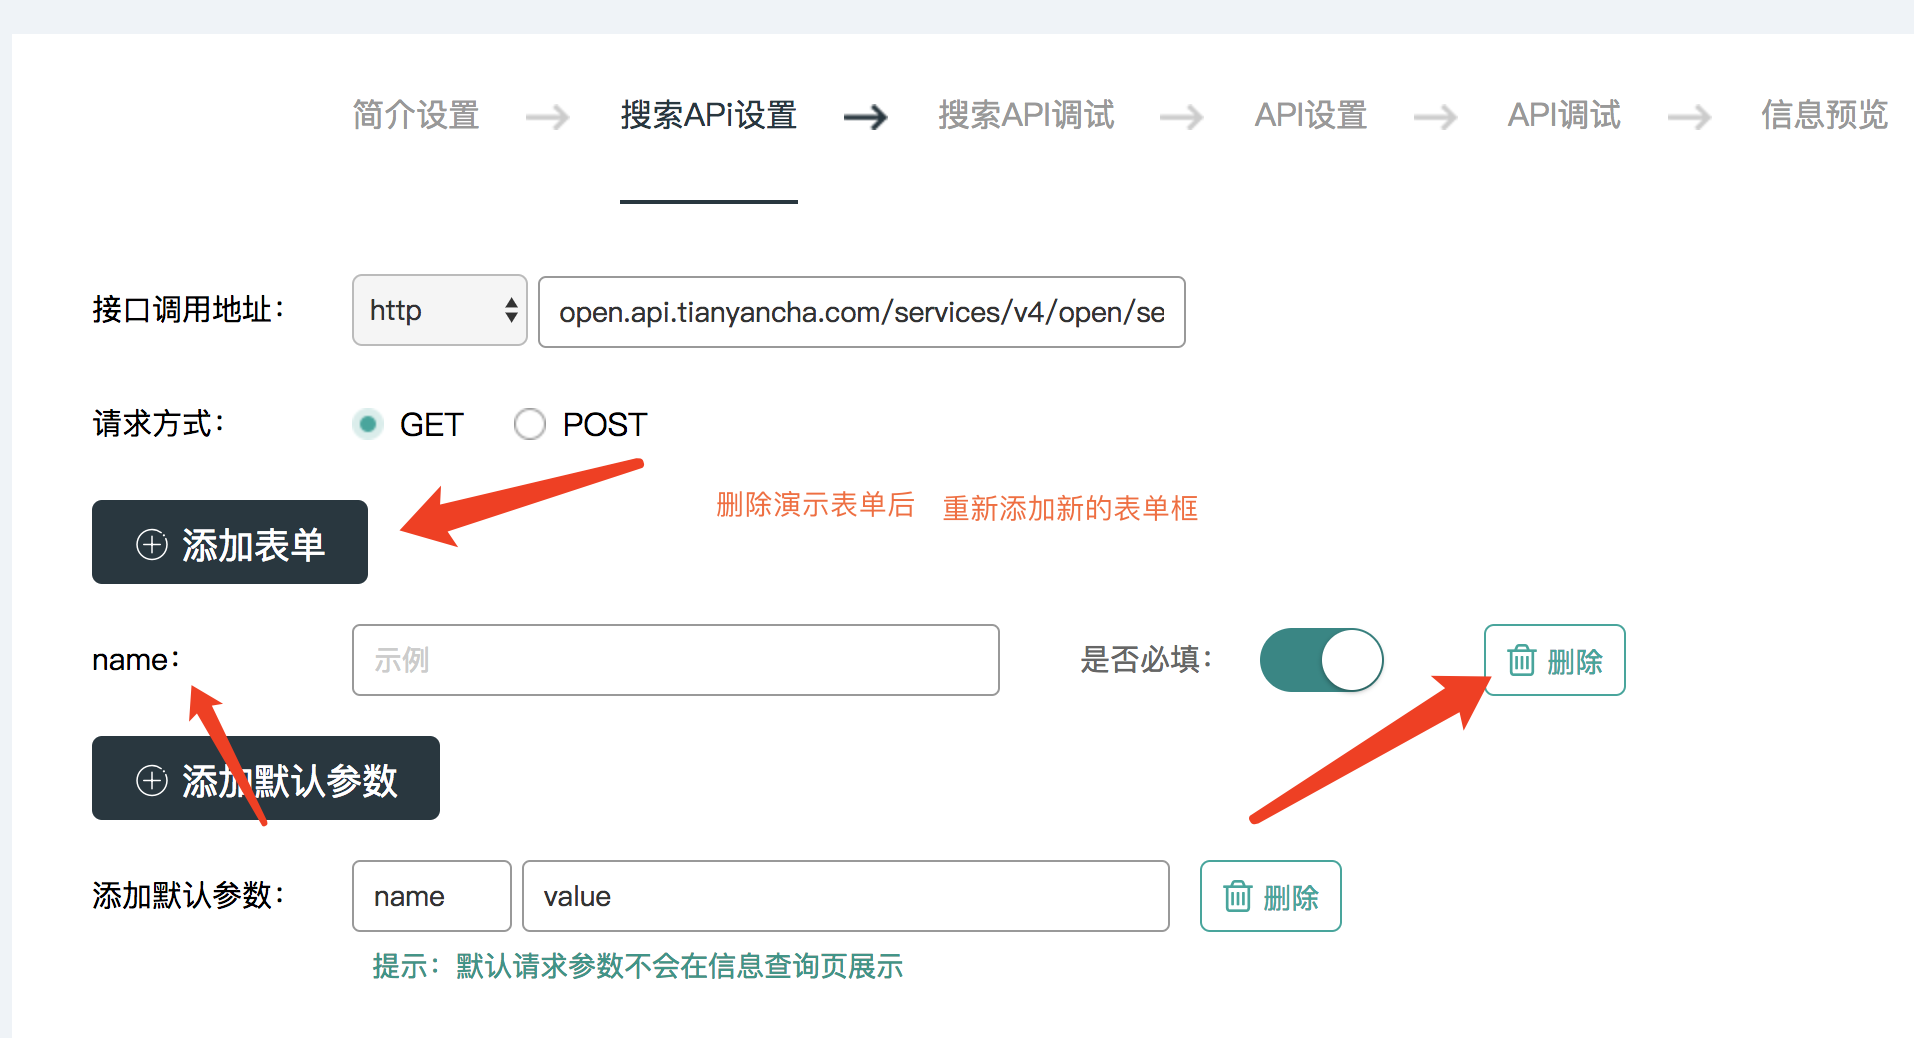 简介设置 搜索APi设置 搜索API调试 API设置 API调试 信息预览
接口调用地址： http open.api.tianyancha.com/services/v4/open/se
请求方式： GET POST
删除演示表单后 重新添加新的表单框
添加表单
name： 示例 是否必填： 删除
添加默认参数
添加默认参数： name value 删除
提示：默认请求参数不会在信息查询页展示